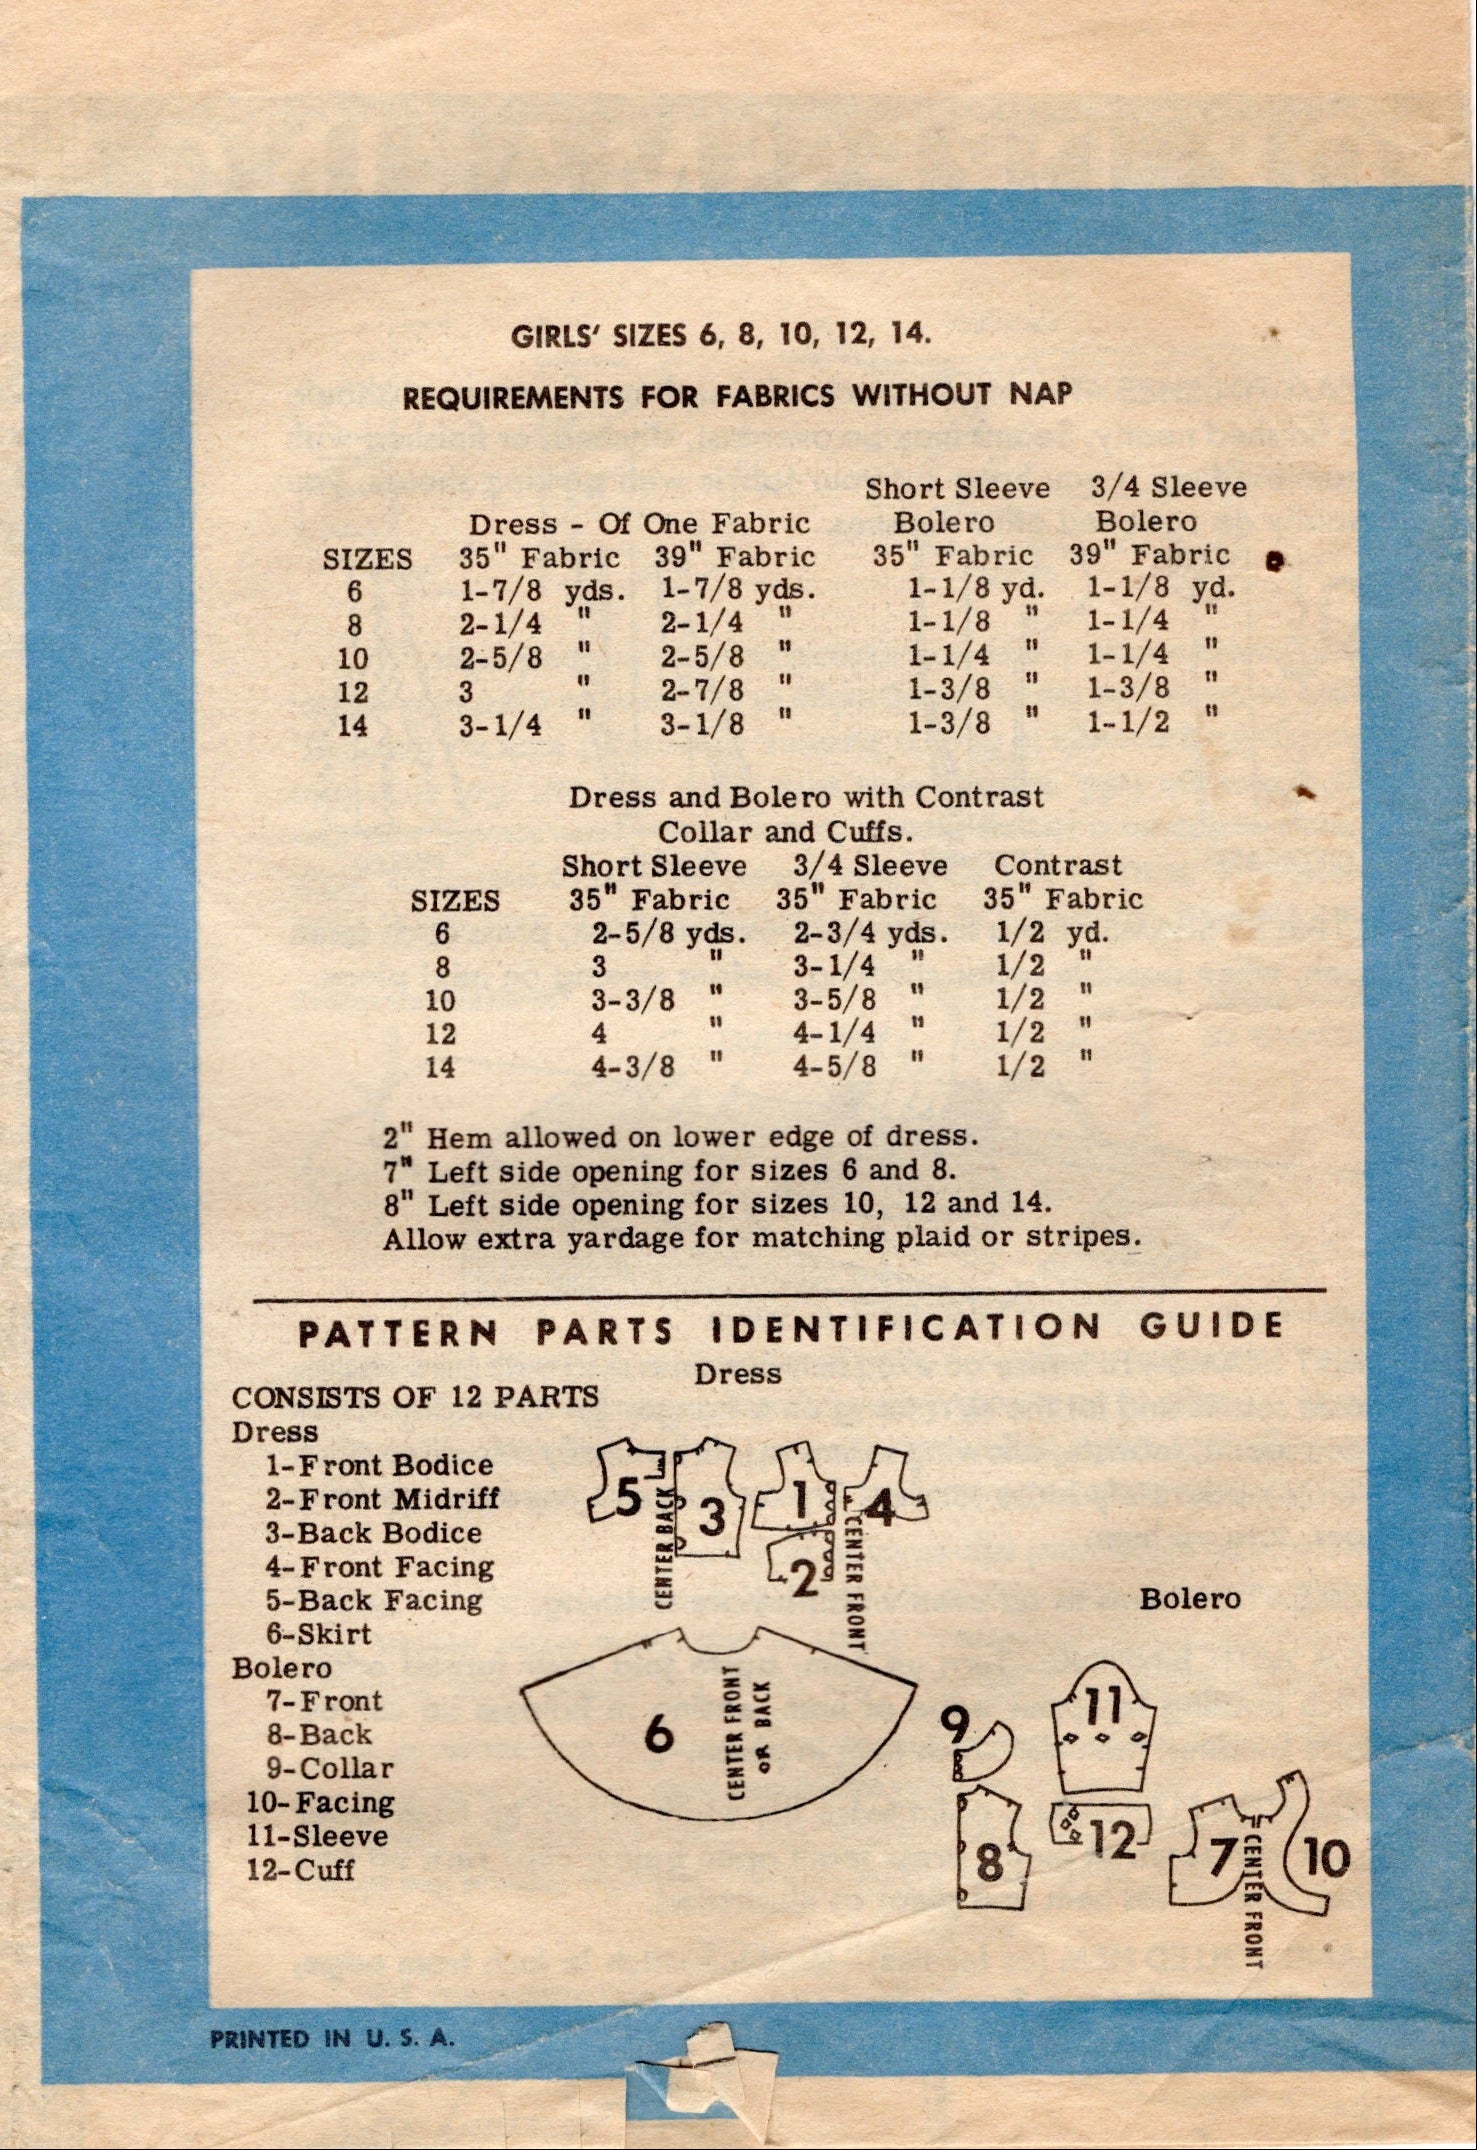 GIRLS' SIZES 6, 8, 10, 12, 14.
REQUIREMENTS FOR FABRICS WITHOUT NAP
Short Sleeve 3/4 Sleeve
Dress - Of One Fabric Bolero Bolero
SIZES 35" Fabric 39" Fabric 35" Fabric 39" Fabric
6 1-7/8 yds. 1-7/8 yds. 1-1/8 yd. 1-1/8 yd.
8 2-1/4 " 2-1/4 " 1-1/8 " 1-1/4 "
10 2-5/8 " 2-5/8 " 1-1/4 " 1-1/4 "
12 3 " 2-7/8 " 1-3/8 " 1-3/8 "
14 3-1/4 " 3-1/8 " 1-3/8 " 1-1/2 "
Dress and Bolero with Contrast
Collar and Cuffs.
Short Sleeve 3/4 Sleeve Contrast
SIZES 35" Fabric 35" Fabric 35" Fabric
6 2-5/8 yds. 2-3/4 yds. 1/2 yd.
8 3 " 3-1/4 " 1/2 "
10 3-3/8 " 3-5/8 " 1/2 "
12 4 " 4-1/4 " 1/2 "
14 4-3/8 " 4-5/8 " 1/2 "
2" Hem allowed on lower edge of dress.
7" Left side opening for sizes 6 and 8.
8" Left side opening for sizes 10, 12 and 14.
Allow extra yardage for matching plaid or stripes.
PATTERN PARTS IDENTIFICATION GUIDE
Dress
CONSISTS OF 12 PARTS
Dress
1-Front Bodice
2-Front Midriff
3-Back Bodice
4-Front Facing
5-Back Facing
6-Skirt
Bolero
7-Front
8-Back
9-Collar
10-Facing
11-Sleeve
12-Cuff
5 3 1 4
2
CENTER BACK
CENTER FRONT
6
CENTER FRONT
OR BACK
Bolero
9 11
8 12 7 10
CENTER FRONT
PRINTED IN U. S. A.